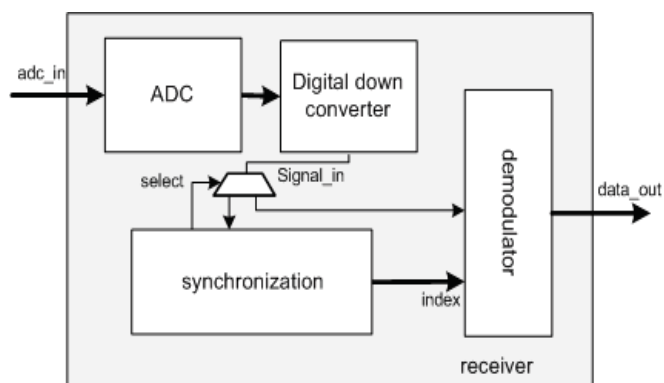 adc_in
ADC
Digital down
converter
select
Signal_in
demodulator
data_out
synchronization
index
receiver